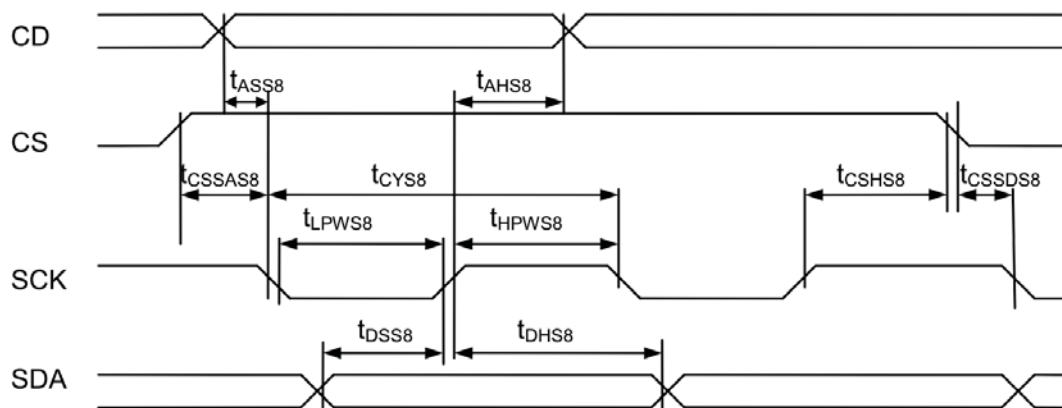 CD
tASS8
tAHS8
CS
tCSSAS8
tCYS8
tCSHS8
tCSSDS8
tLPWS8
tHPWS8
SCK
tDSS8
tDHS8
SDA